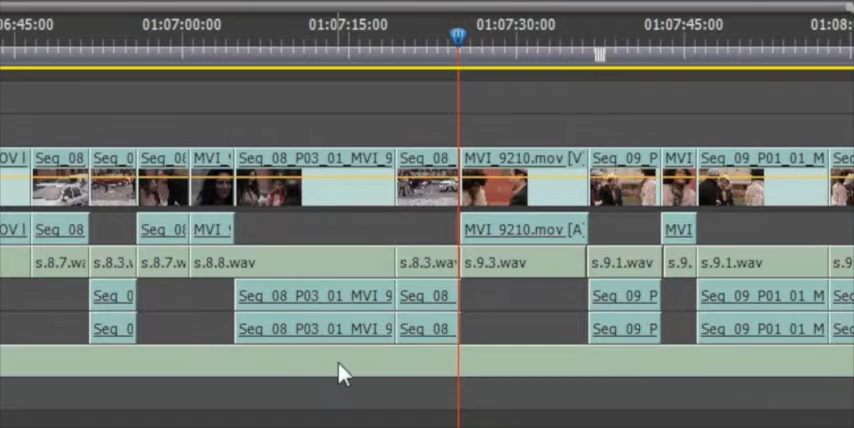 06:45:00 01:07:00:00 01:07:15:00 01:07:30:00 01:07:45:00 01:08:
OV Seq_08 Seq_0 Seq_08 MVI_ Seq_08_P03_01_MVI_9 Seq_08_ MVI_9210.mov [V] Seq_09_P MVI Seq_09_P01_01_M Seq
OV Seq_08 Seq_08 MVI_ MVI_9210.mov [A] MVI
s.8.7.wa s.8.3. s.8.7.w s.8.8.wav s.8.3.wa s.9.3.wav s.9.1.wav s.9. s.9.1.wav s.9
Seq_0 Seq_08_P03_01_MVI_9 Seq_08_ Seq_09_P Seq_09_P01_01_M Seq
Seq_0 Seq_08_P03_01_MVI_9 Seq_08_ Seq_09_P Seq_09_P01_01_M Seq